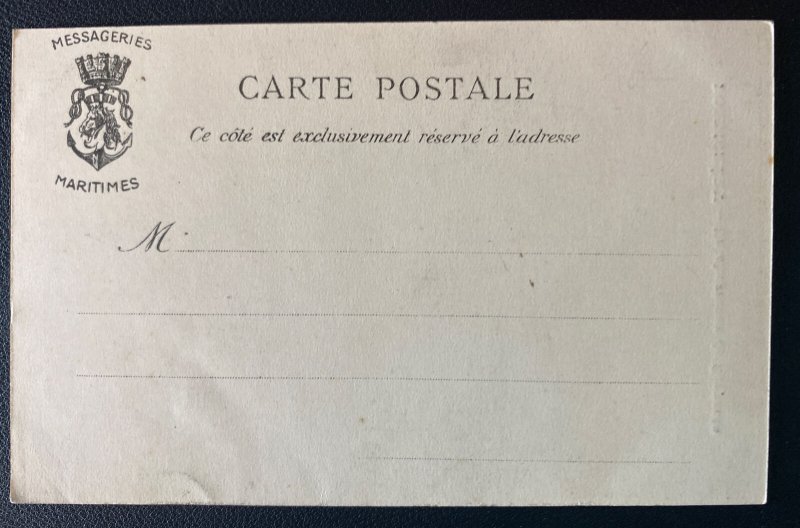 MESSAGERIES
MARITIMES
CARTE POSTALE
Ce côté est exclusivement réservé à l'adresse
M